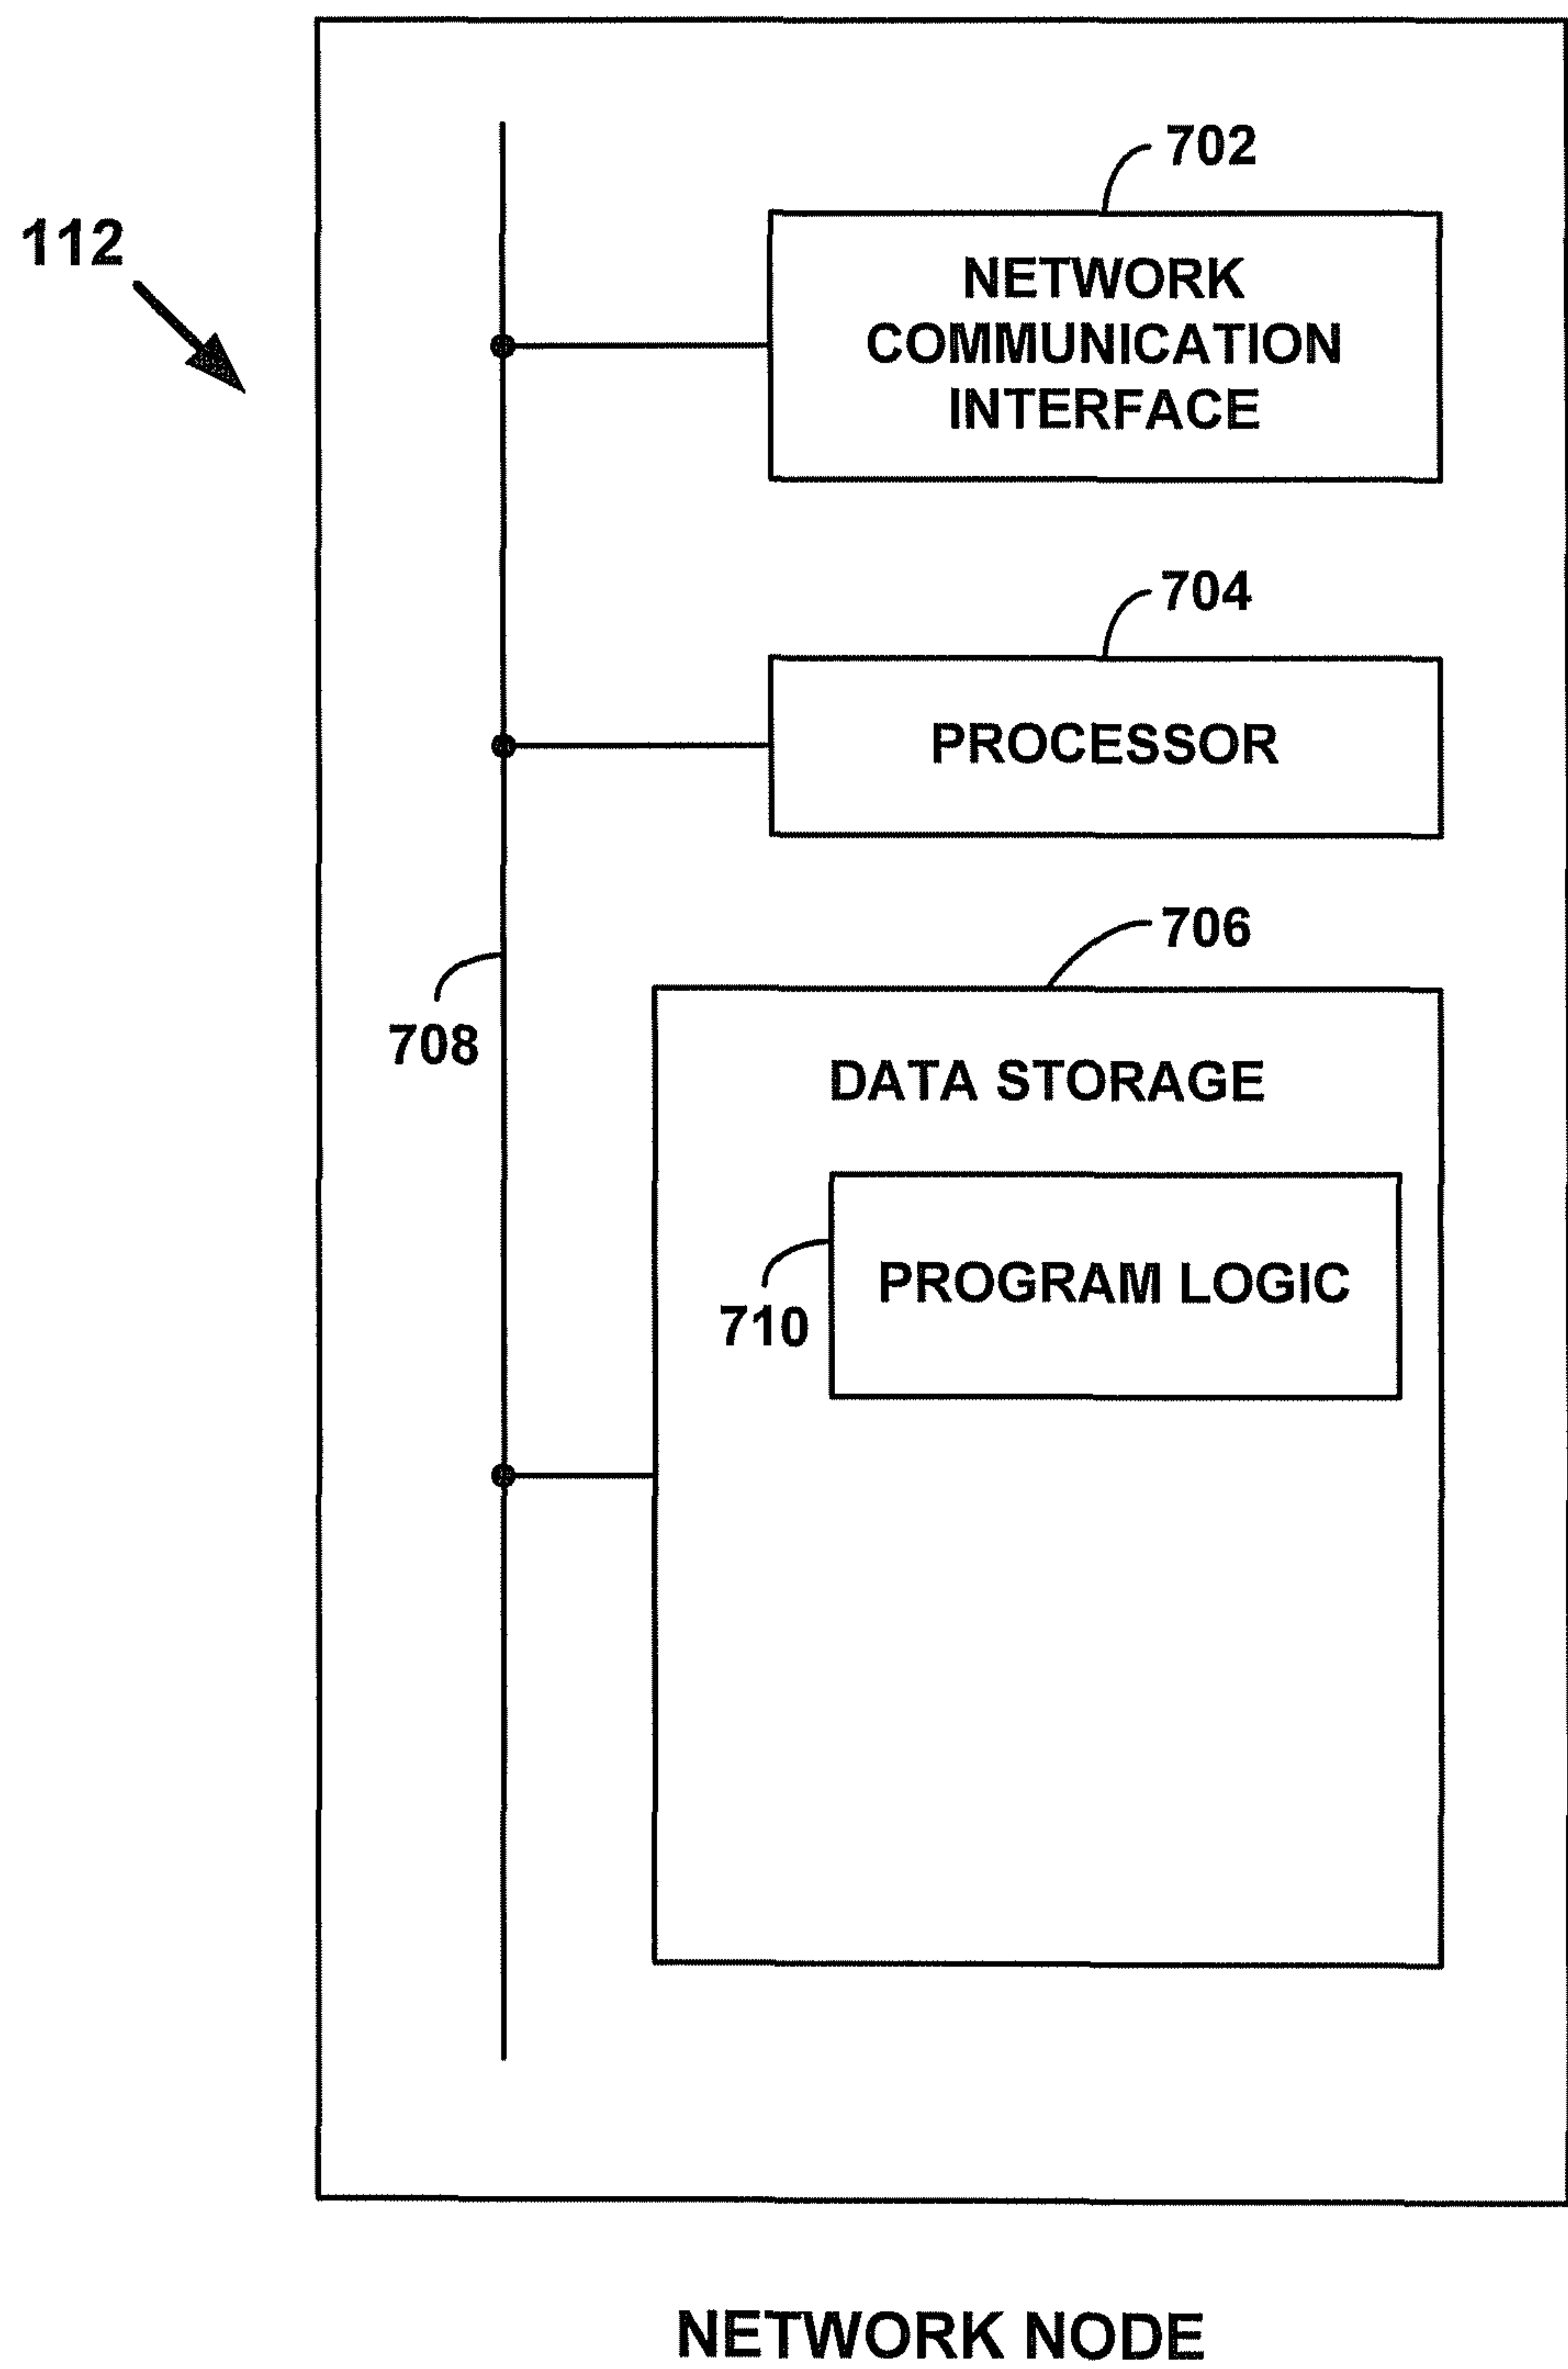 112
702
NETWORK
COMMUNICATION
INTERFACE
704
PROCESSOR
706
708
DATA STORAGE
710
PROGRAM LOGIC
NETWORK NODE